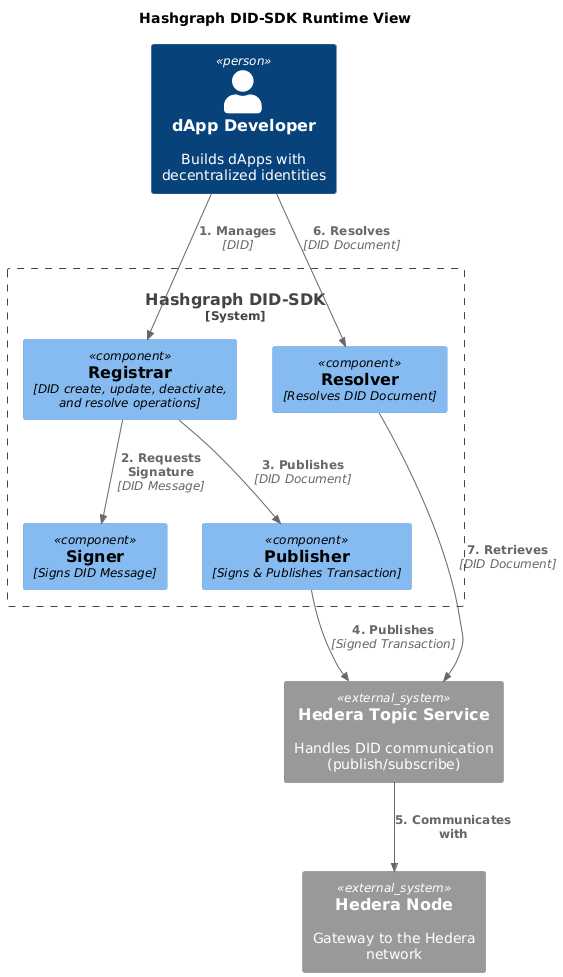 Hashgraph DID-SDK Runtime View
«person»
dApp Developer
Builds dApps with
decentralized identities
1. Manages
[DID]
6. Resolves
[DID Document]
Hashgraph DID-SDK
[System]
«component»
Registrar
[DID create, update, deactivate,
and resolve operations]
«component»
Resolver
[Resolves DID Document]
2. Requests
Signature
[DID Message]
3. Publishes
[DID Document]
«component»
Signer
[Signs DID Message]
«component»
Publisher
[Signs & Publishes Transaction]
7. Retrieves
[DID Document]
4. Publishes
[Signed Transaction]
«external_system»
Hedera Topic Service
Handles DID communication
(publish/subscribe)
5. Communicates
with
«external_system»
Hedera Node
Gateway to the Hedera
network